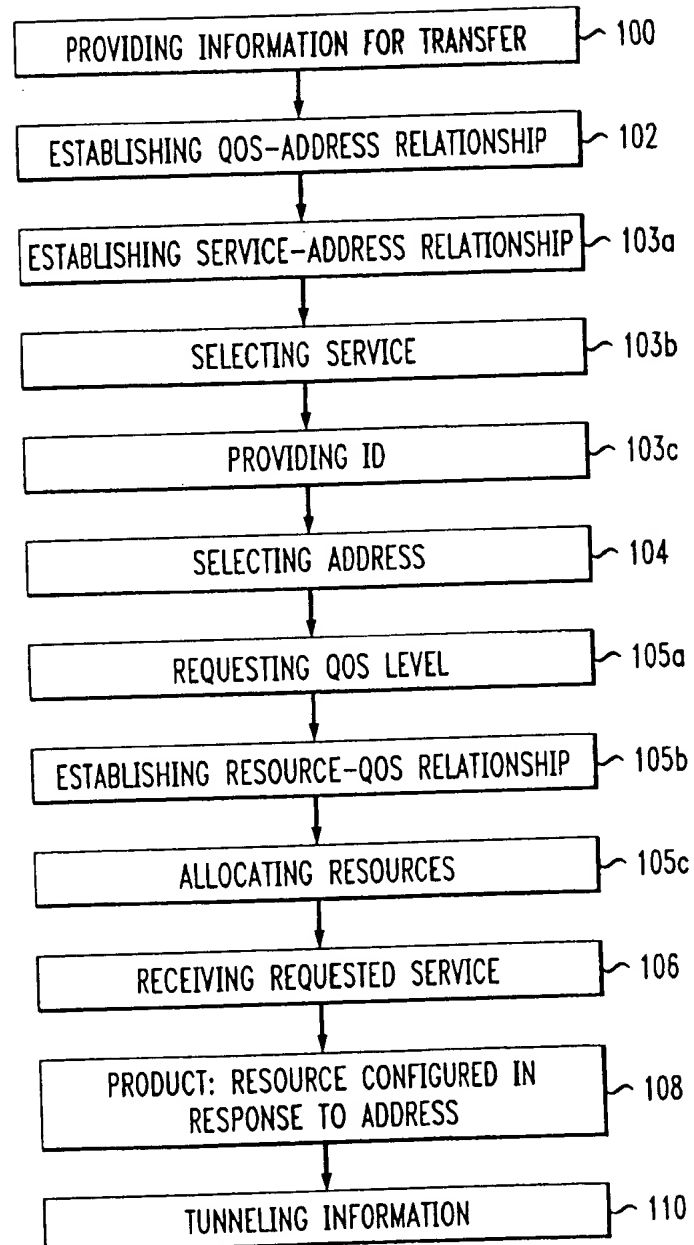 PROVIDING INFORMATION FOR TRANSFER 100
ESTABLISHING QOS-ADDRESS RELATIONSHIP 102
ESTABLISHING SERVICE-ADDRESS RELATIONSHIP 103a
SELECTING SERVICE 103b
PROVIDING ID 103c
SELECTING ADDRESS 104
REQUESTING QOS LEVEL 105a
ESTABLISHING RESOURCE-QOS RELATIONSHIP 105b
ALLOCATING RESOURCES 105c
RECEIVING REQUESTED SERVICE 106
PRODUCT: RESOURCE CONFIGURED IN
RESPONSE TO ADDRESS 108
TUNNELING INFORMATION 110